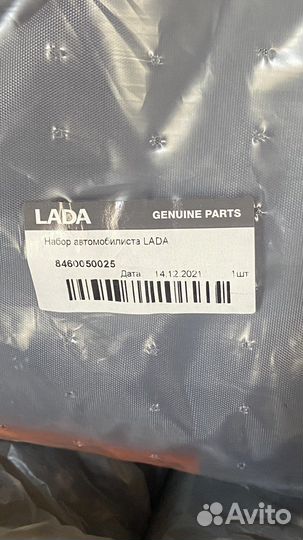 LADA GENUINE PARTS
Набор автомобилиста LADA
8460050025
Дата 14.12.2021 1шт
Avito